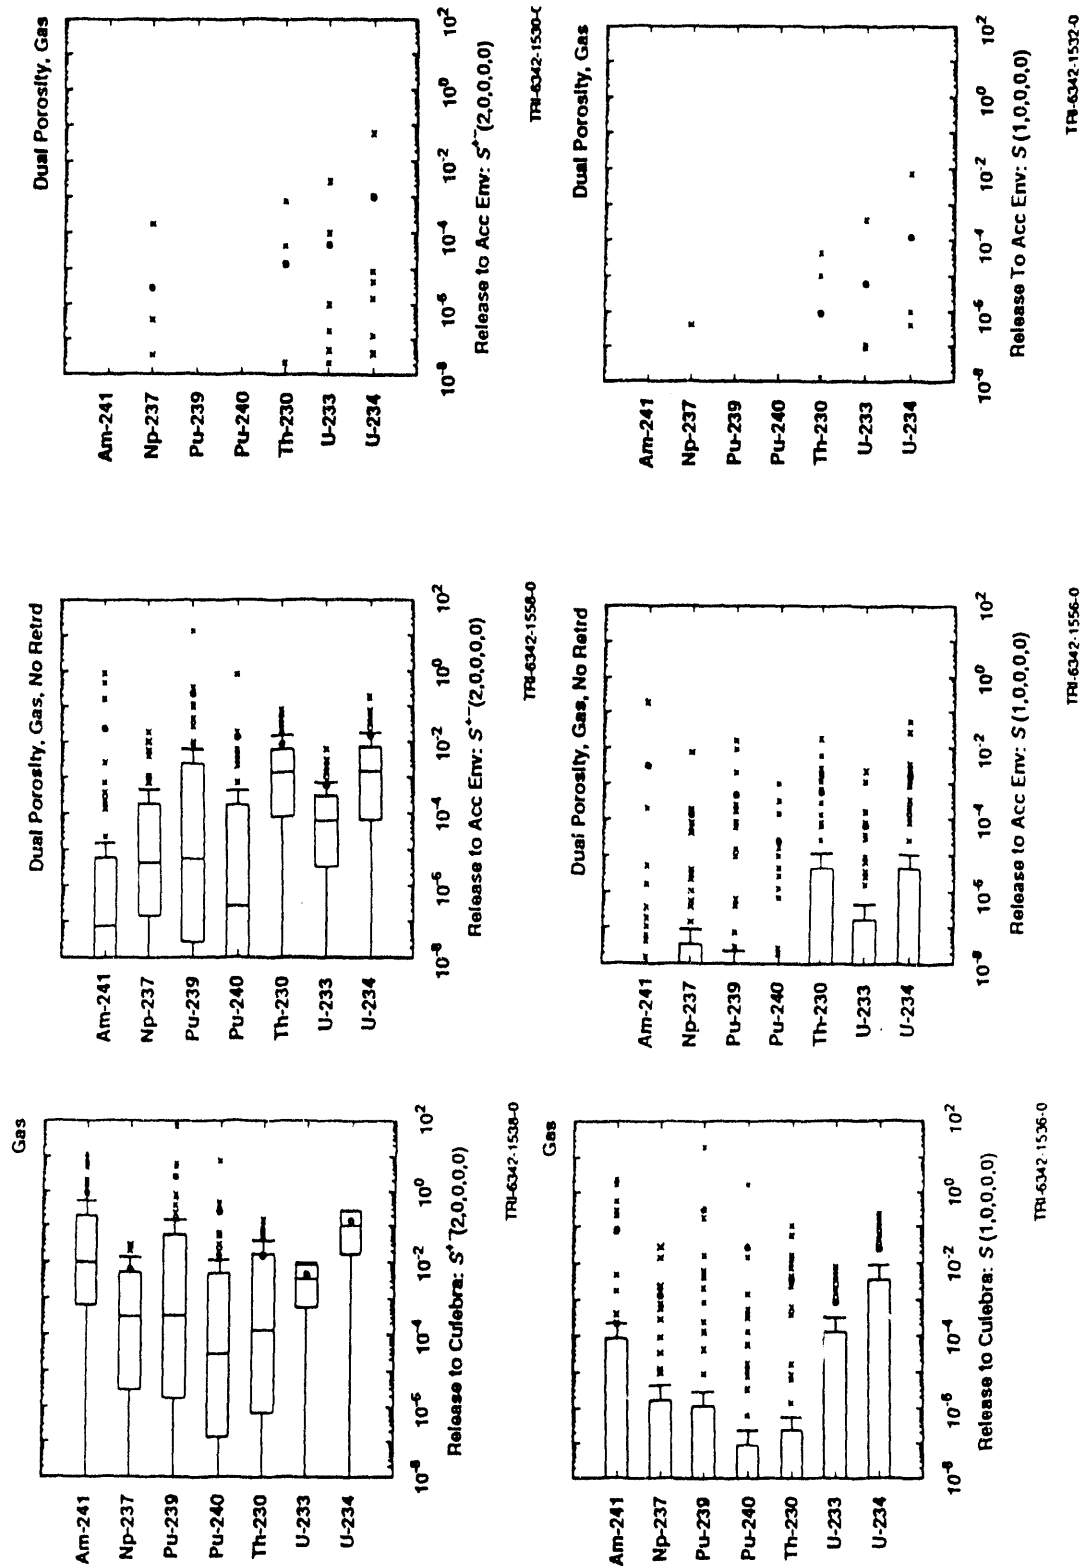 Dual Porosity, Gas
Am-241
Np-237
Pu-239
Pu-240
Th-230
U-233
U-234
10-8 10-6 10-4 10-2 100 102
Release to Acc Env: S+-(2,0,0,0,0)
TRI-6342-1530-
Dual Porosity, Gas
Am-241
Np-237
Pu-239
Pu-240
Th-230
U-233
U-234
10-8 10-6 10-4 10-2 100 102
Release To Acc Env: S (1,0,0,0,0)
TRI-6342-1532-0
Dual Porosity, Gas, No Retrd
Am-241
Np-237
Pu-239
Pu-240
Th-230
U-233
U-234
10-8 10-6 10-4 10-2 100 102
Release to Acc Env: S+-(2,0,0,0,0)
TRI-6342-1558-0
Dual Porosity, Gas, No Retrd
Am-241
Np-237
Pu-239
Pu-240
Th-230
U-233
U-234
10-8 10-6 10-4 10-2 100 102
Release to Acc Env: S (1,0,0,0,0)
TRI-6342-1556-0
Gas
Am-241
Np-237
Pu-239
Pu-240
Th-230
U-233
U-234
10-8 10-6 10-4 10-2 100 102
Release to Culebra: S+-(2,0,0,0,0)
TRI-6342-1538-0
Gas
Am-241
Np-237
Pu-239
Pu-240
Th-230
U-233
U-234
10-8 10-6 10-4 10-2 100 102
Release to Culebra: S (1,0,0,0,0)
TRI-6342-1536-0